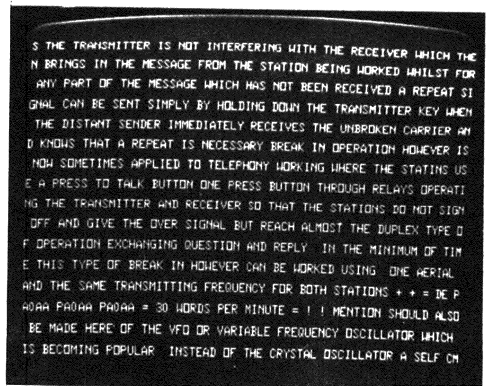 S THE TRANSMITTER IS NOT INTERFERING WITH THE RECEIVER WHICH THE
N BRINGS IN THE MESSAGE FROM THE STATION BEING WORKED WHILST FOR
ANY PART OF THE MESSAGE WHICH HAS NOT BEEN RECEIVED A REPEAT SI
GNAL CAN BE SENT SIMPLY BY HOLDING DOWN THE TRANSMITTER KEY WHEN
THE DISTANT SENDER IMMEDIATELY RECEIVES THE UNBROKEN CARRIER AN
D KNOWS THAT A REPEAT IS NECESSARY BREAK IN OPERATION HOWEVER IS
NOW SOMETIMES APPLIED TO TELEPHONY WORKING WHERE THE STATINS US
E A PRESS TO TALK BUTTON ONE PRESS BUTTON THROUGH RELAYS OPERATI
NG THE TRANSMITTER AND RECEIVER SO THAT THE STATIONS DO NOT SIGN
OFF AND GIVE THE OVER SIGNAL BUT REACH ALMOST THE DUPLEX TYPE O
F OPERATION EXCHANGING QUESTION AND REPLY IN THE MINIMUM OF TIM
E THIS TYPE OF BREAK IN HOWEVER CAN BE WORKED USING ONE AERIAL
AND THE SAME TRANSMITTING FREQUENCY FOR BOTH STATIONS + + = DE P
A0AA PA0AA PA0AA = 30 WORDS PER MINUTE = ! ! MENTION SHOULD ALSO
BE MADE HERE OF THE VFO OR VARIABLE FREQUENCY OSCILLATOR WHICH
IS BECOMING POPULAR INSTEAD OF THE CRYSTAL OSCILLATOR A SELF CM